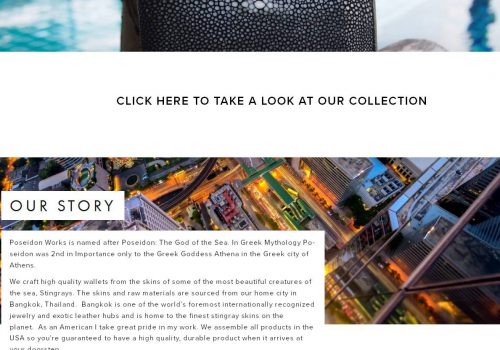 CLICK HERE TO TAKE A LOOK AT OUR COLLECTION
OUR STORY
Poseidon Works is named after Poseidon: The God of the Sea. In Greek Mythology Po-
seidon was 2nd in Importance only to the Greek Goddess Athena in the Greek city of
Athens.
We craft high quality wallets from the skins of some of the most beautiful creatures of
the sea, Stingrays. The skins and raw materials are sourced from our home city in
Bangkok, Thailand.  Bangkok is one of the world's foremost internationally recognized
jewelry and exotic leather hubs and is home to the finest stingray skins on the
planet.  As an American I take great pride in my work. We assemble all products in the
USA so you're guaranteed to have a high quality, durable product when it arrives at
your doorstep.